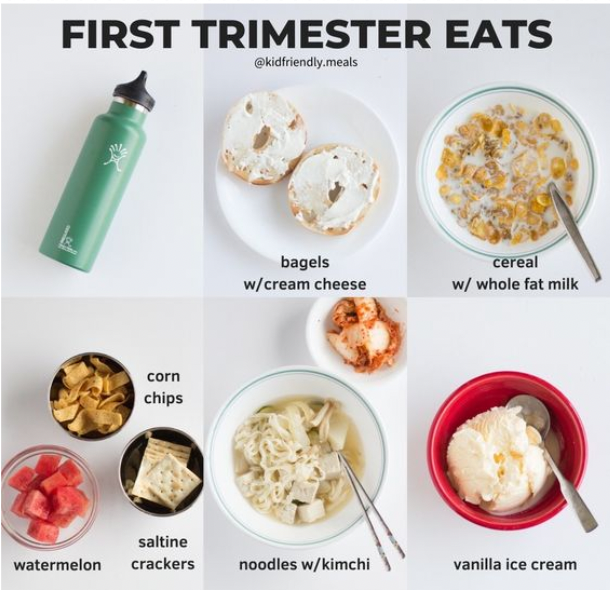 FIRST TRIMESTER EATS
@kidfriendly.meals
bagels
w/cream cheese
cereal
w/ whole fat milk
corn
chips
watermelon
saltine
crackers
noodles w/kimchi
vanilla ice cream